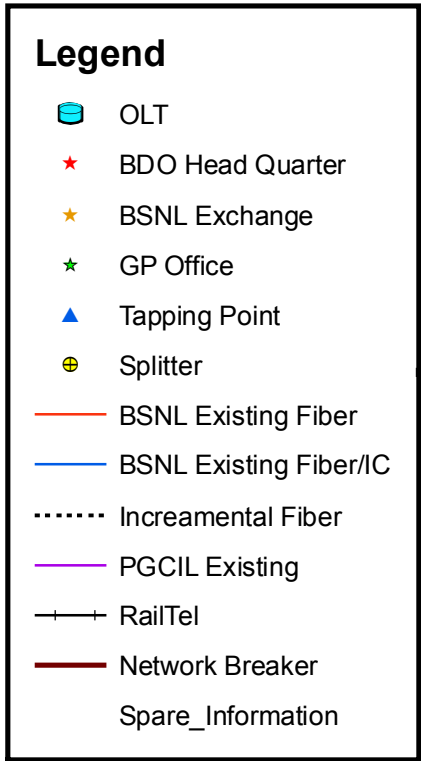 Legend
OLT
BDO Head Quarter
BSNL Exchange
GP Office
Tapping Point
Splitter
BSNL Existing Fiber
BSNL Existing Fiber/IC
Increamental Fiber
PGCIL Existing
RailTel
Network Breaker
Spare_Information